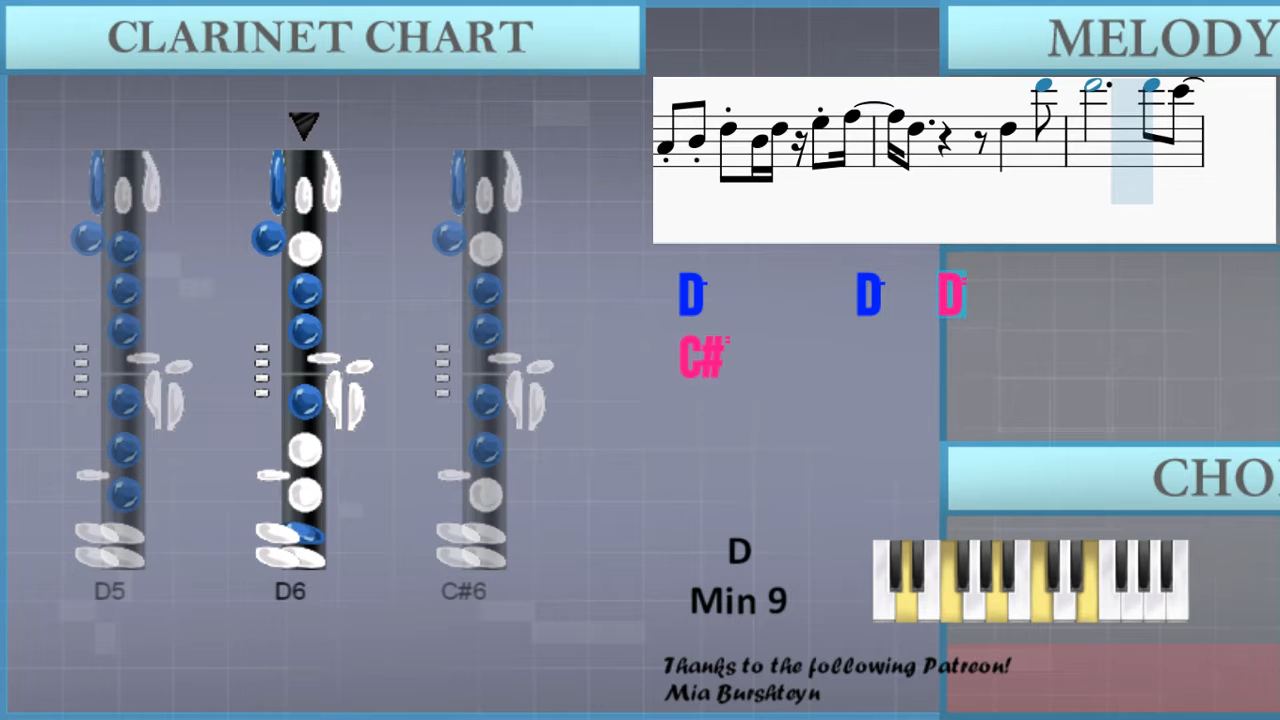 CLARINET CHART
MELODY
D5
D6
C#6
D D D
C#
CHO
D
Min 9
Thanks to the following Patreon!
Mia Burshteyn